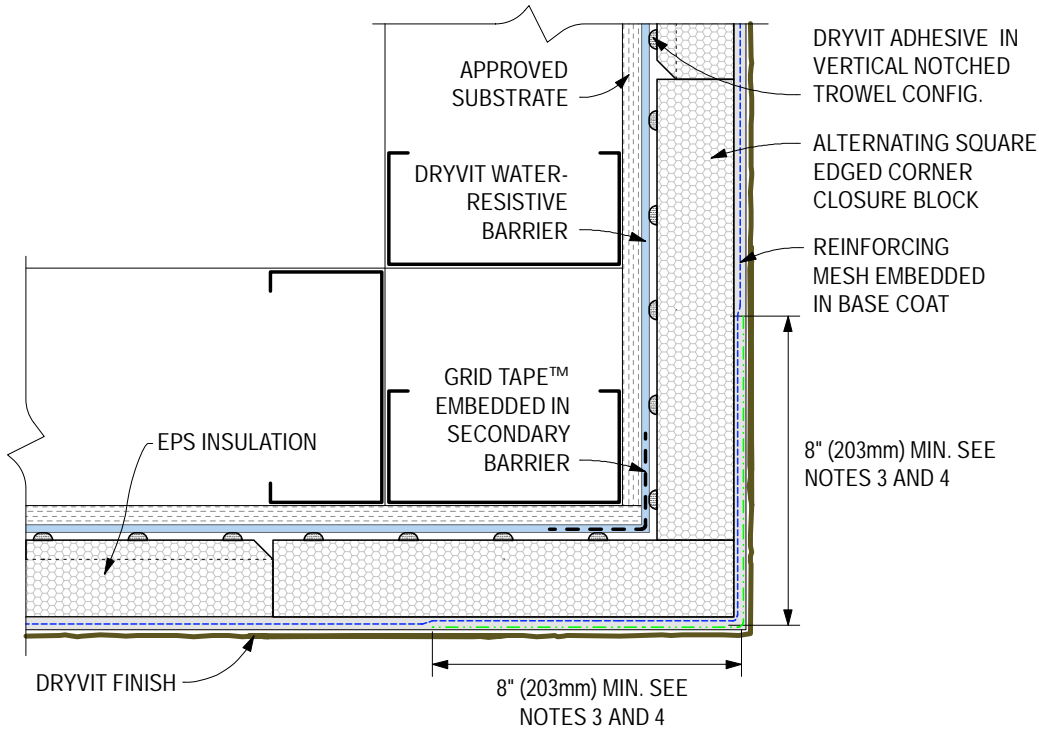 APPROVED
SUBSTRATE
DRYVIT ADHESIVE IN
VERTICAL NOTCHED
TROWEL CONFIG.
ALTERNATING SQUARE
EDGED CORNER
CLOSURE BLOCK
DRYVIT WATER-
RESISTIVE
BARRIER
REINFORCING
MESH EMBEDDED
IN BASE COAT
GRID TAPE™
EMBEDDED IN
SECONDARY
BARRIER
EPS INSULATION
8" (203mm) MIN. SEE
NOTES 3 AND 4
DRYVIT FINISH
8" (203mm) MIN. SEE
NOTES 3 AND 4